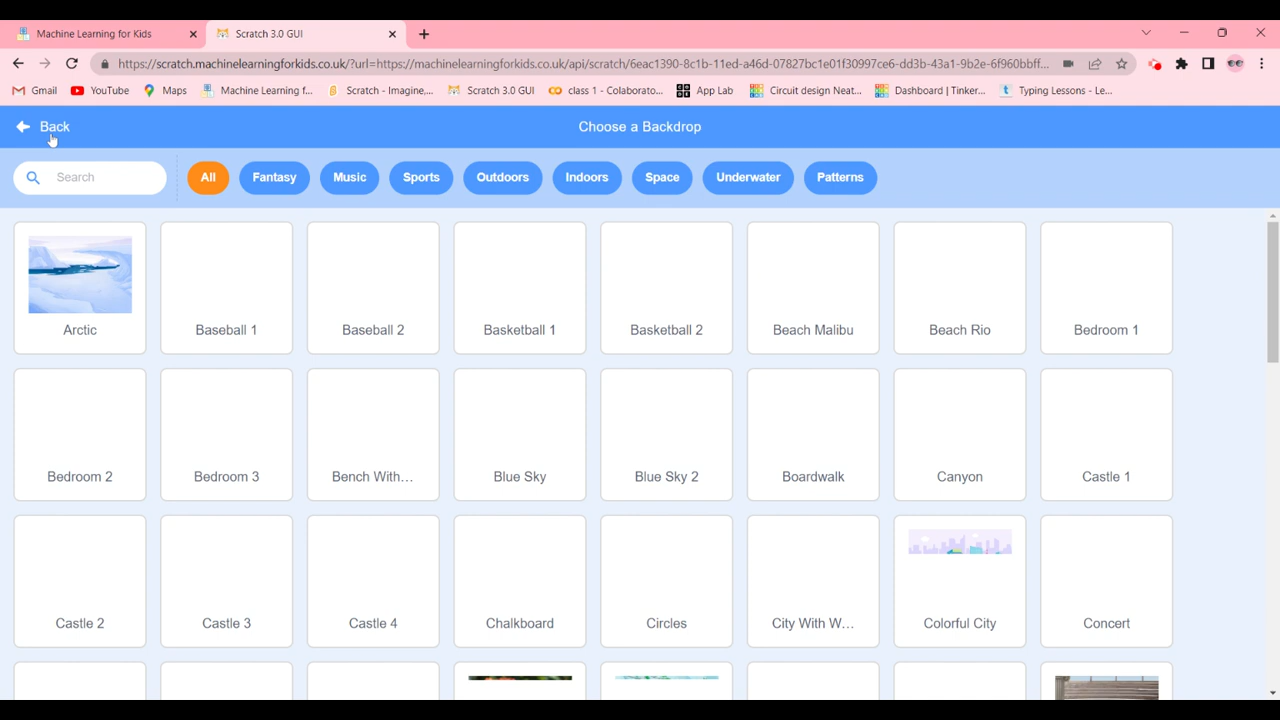 Machine Learning for Kids
Scratch 3.0 GUI
https://scratch.machinelearningforkids.co.uk/?url=https://machinelearningforkids.co.uk/api/scratch/6eac1390-8c1b-11ed-a46d-07827bc1e01f30997ce6-dd3b-43a1-9b2e-6f960bbff...
Gmail YouTube Maps Machine Learning f... Scratch - Imagine,... Scratch 3.0 GUI class 1 - Colaborato... App Lab Circuit design Neat... Dashboard | Tinker... Typing Lessons - Le...
Back Choose a Backdrop
Search All Fantasy Music Sports Outdoors Indoors Space Underwater Patterns
Arctic Baseball 1 Baseball 2 Basketball 1 Basketball 2 Beach Malibu Beach Rio Bedroom 1
Bedroom 2 Bedroom 3 Bench With... Blue Sky Blue Sky 2 Boardwalk Canyon Castle 1
Castle 2 Castle 3 Castle 4 Chalkboard Circles City With W... Colorful City Concert